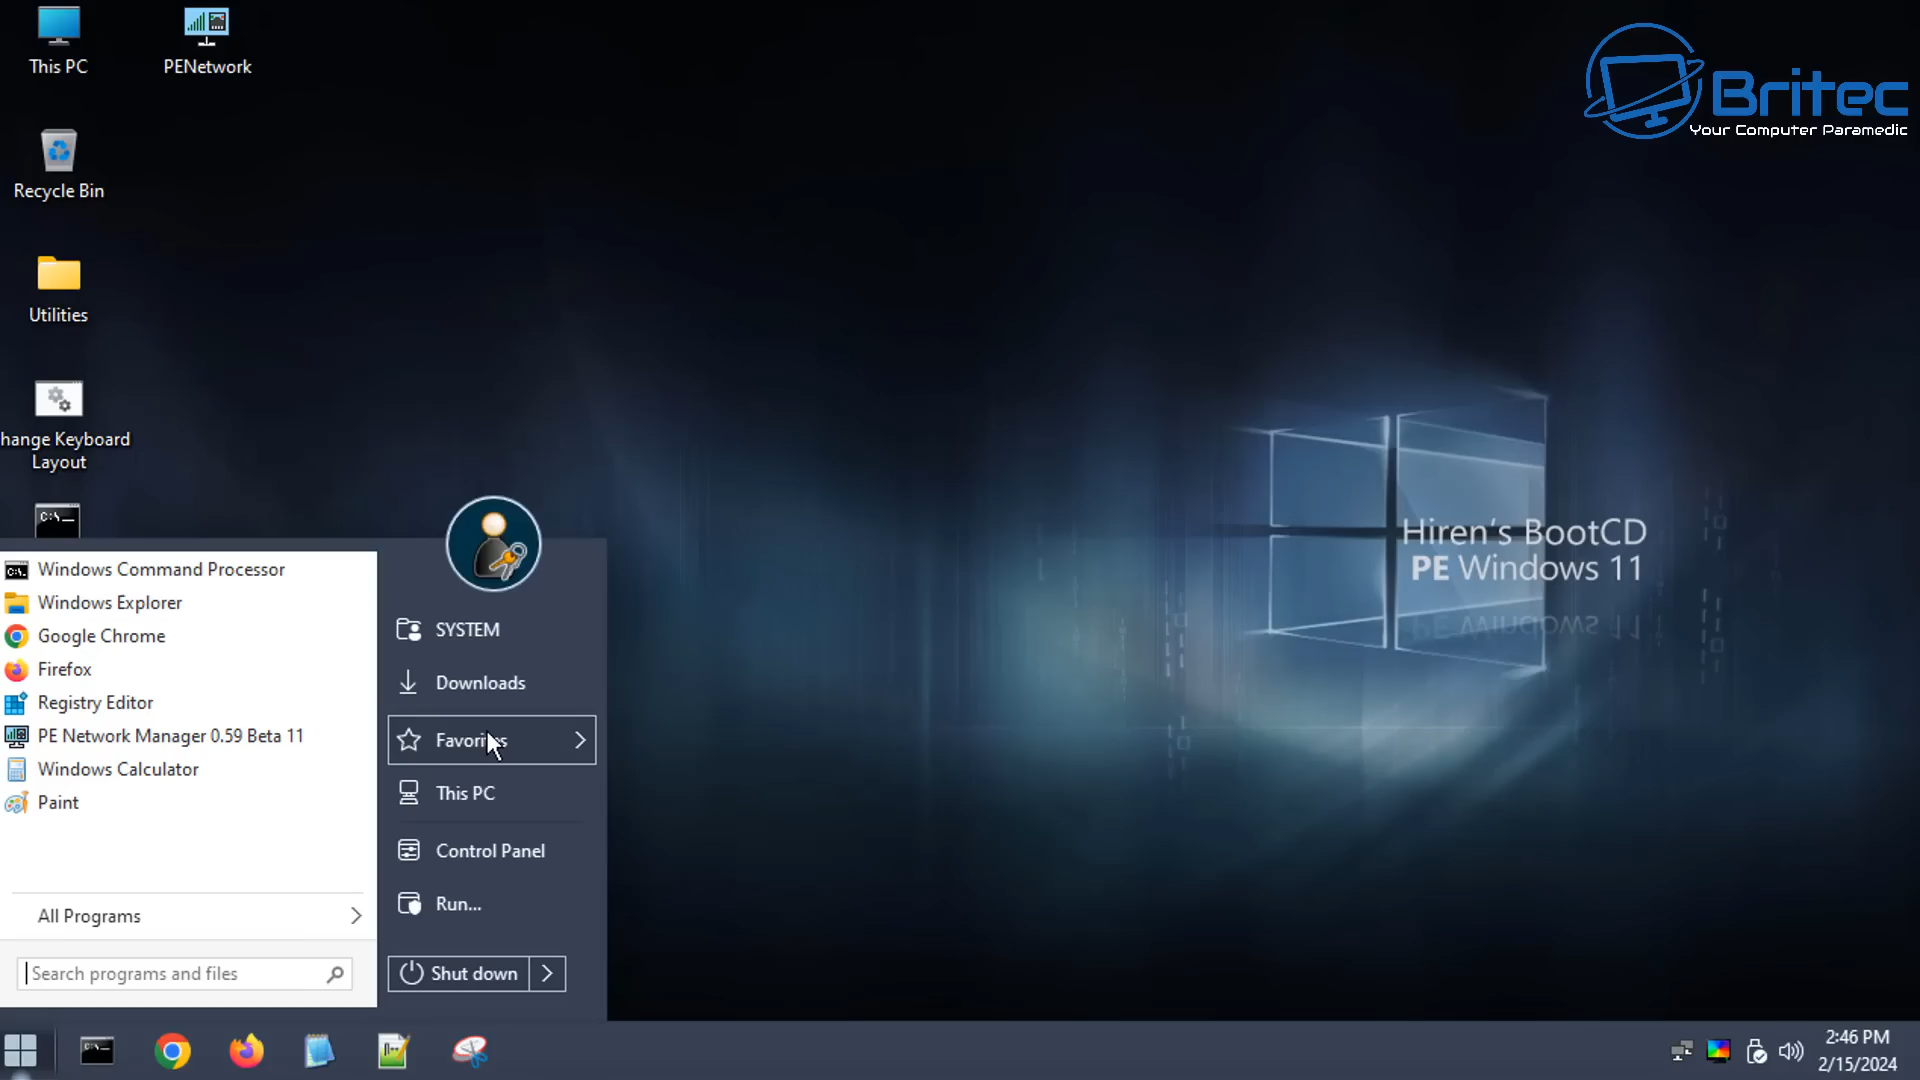 This PC
PENetwork
Britec
Your Computer Paramedic
Recycle Bin
Utilities
hange Keyboard
Layout
C:\_
Hiren's BootCD
PE Windows 11
Windows Command Processor
Windows Explorer
Google Chrome
Firefox
Registry Editor
PE Network Manager 0.59 Beta 11
Windows Calculator
Paint
All Programs
Search programs and files
SYSTEM
Downloads
Favorites
This PC
Control Panel
Run...
Shut down
2:46 PM
2/15/2024